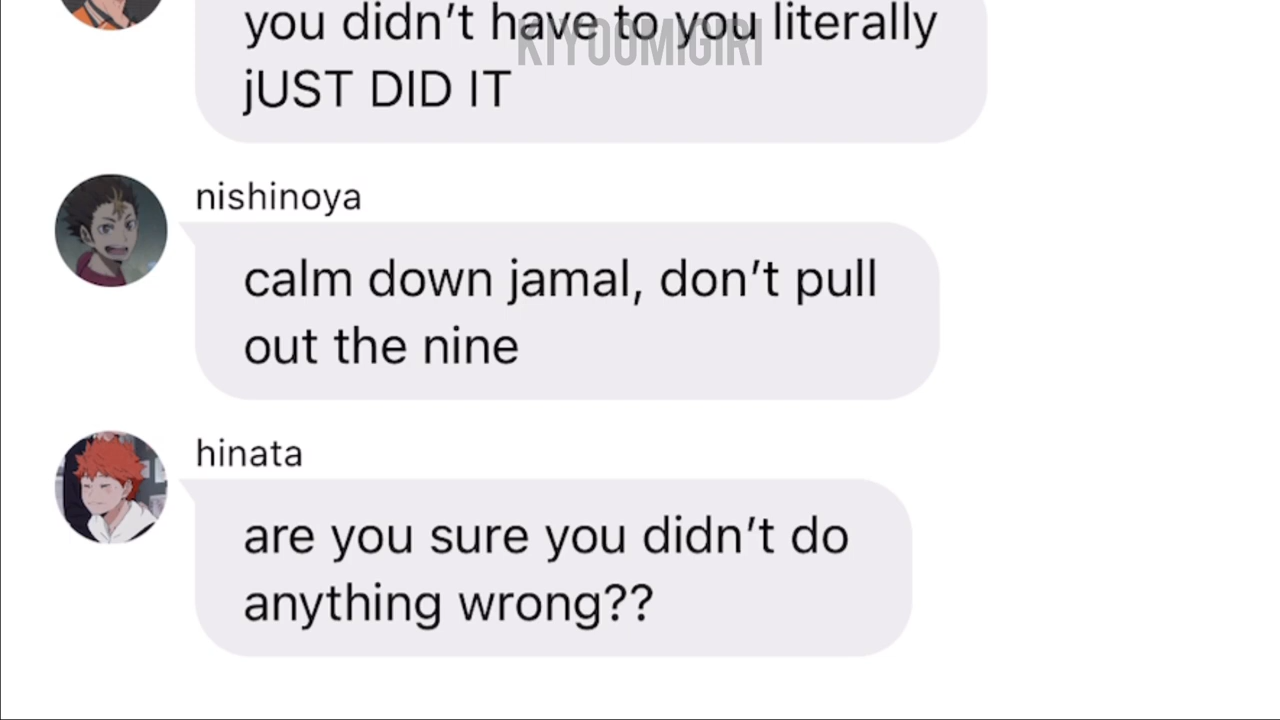 you didn't have to you literally
KIYOOMIGIRI
jUST DID IT
nishinoya
calm down jamal, don't pull
out the nine
hinata
are you sure you didn't do
anything wrong??